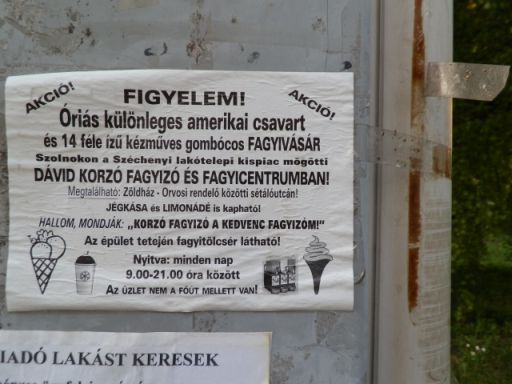 AKCIÓ!
FIGYELEM!
AKCIÓ!
Óriás különleges amerikai csavart
és 14 féle ízű kézműves gombócos FAGYIVÁSÁR
Szolnokon a Széchenyi lakótelepi kispiac mögötti
DÁVID KORZÓ FAGYIZÓ ÉS FAGYICENTRUMBAN!
Megtalálható: Zöldház - Orvosi rendelő közötti sétálóutcán!
JÉGKÁSA és LIMONÁDÉ is kapható!
HALLOM, MONDJÁK: „KORZÓ FAGYIZÓ A KEDVENC FAGYIZÓM!"
Az épület tetején fagyitölcsér látható!
Nyitva: minden nap
9.00-21.00 óra között
Az ÜZLET NEM A FŐÚT MELLETT VAN!
IADÓ LAKÁST KERESEK